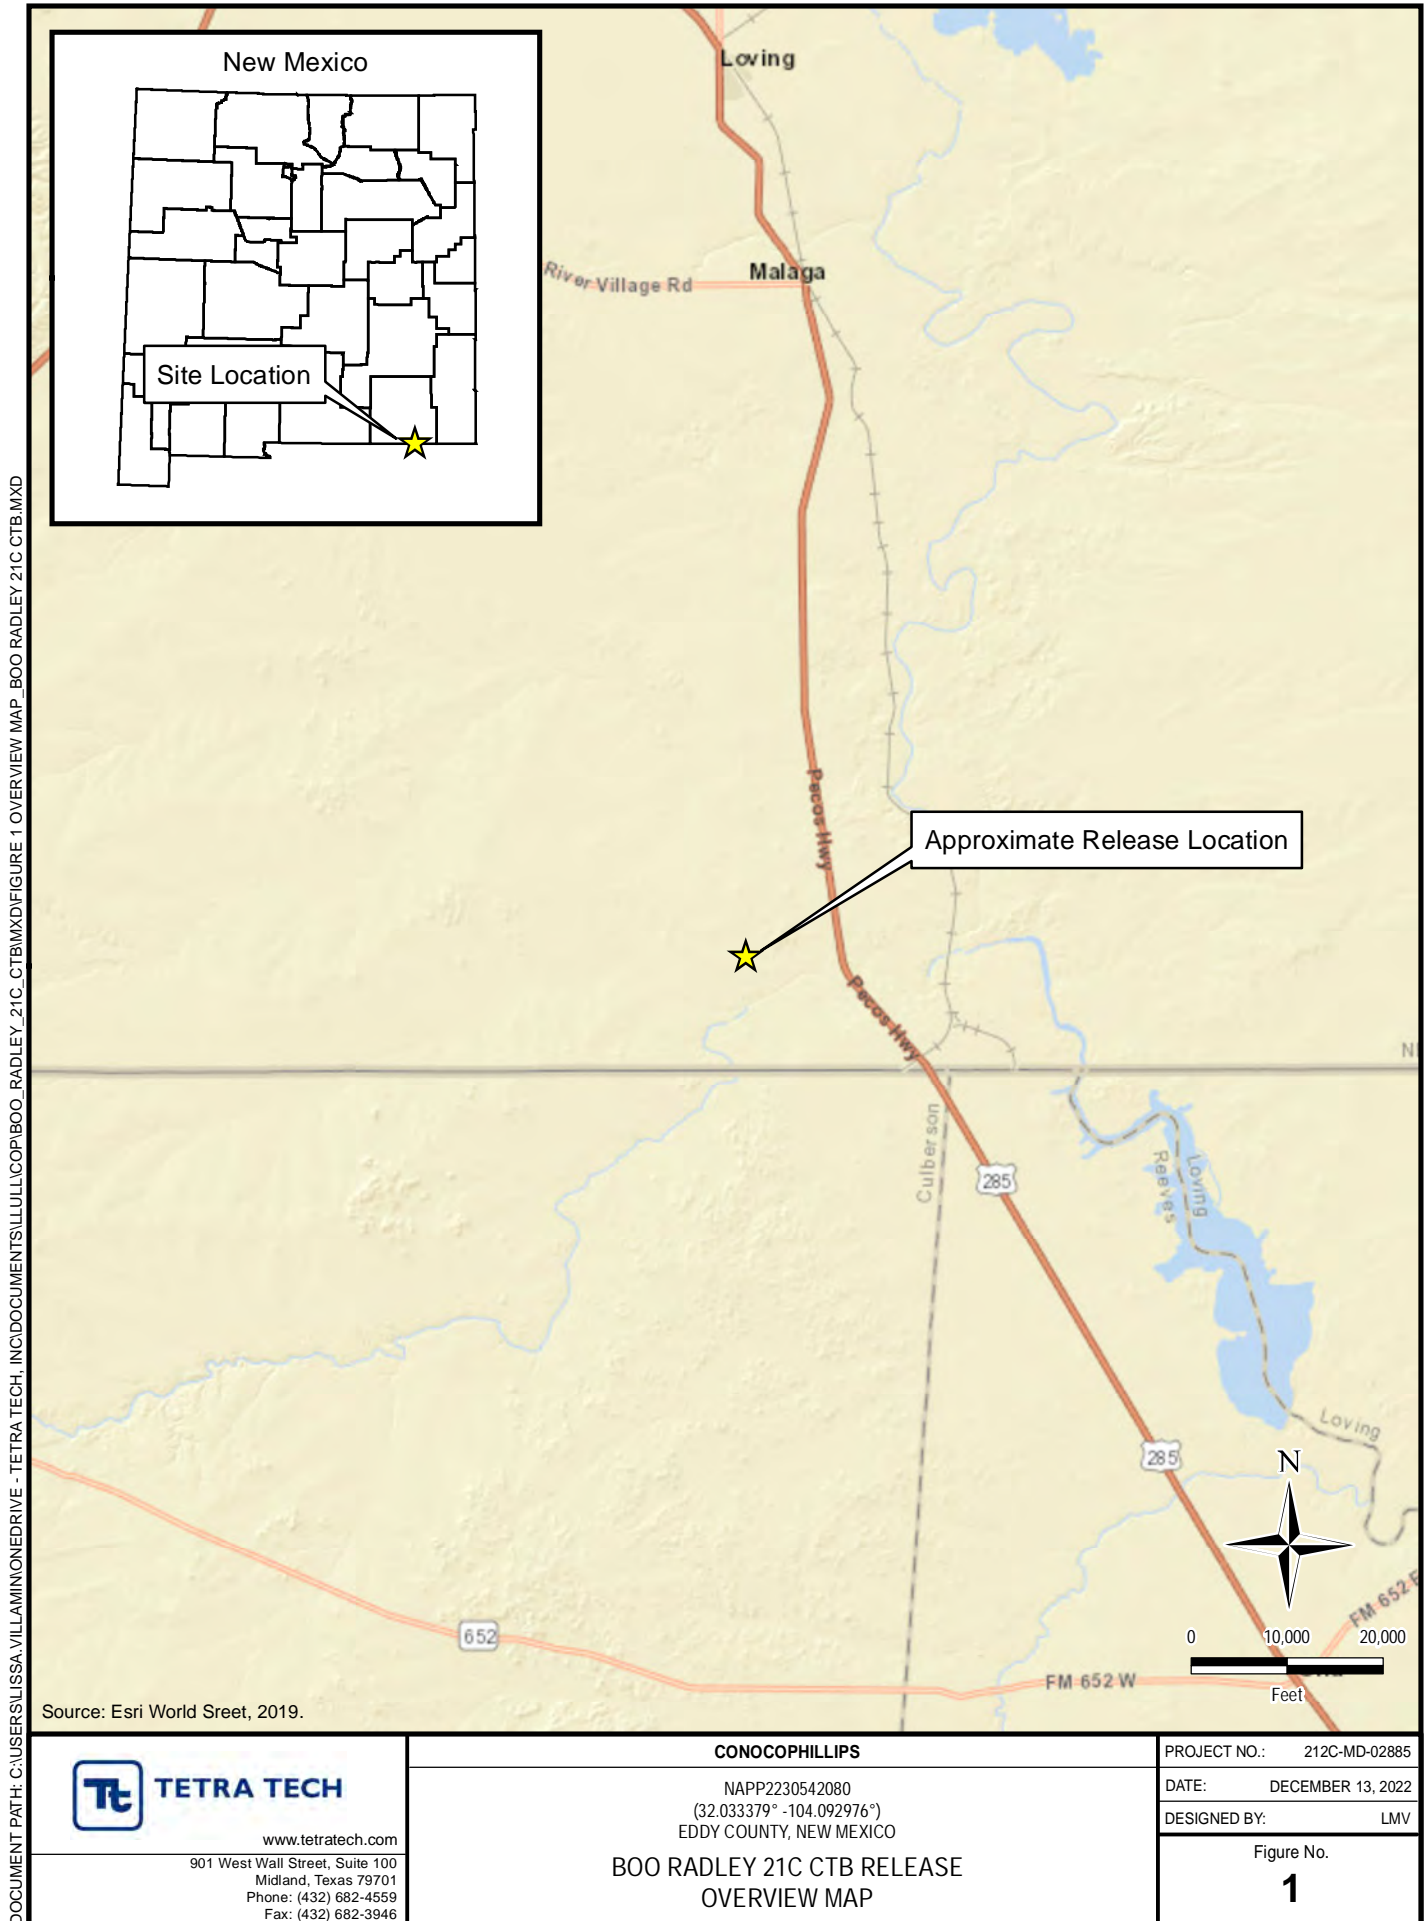 New Mexico
Site Location
Loving
Malaga
River Village Rd
Pecos Hwy
Approximate Release Location
Pecos Hwy
Culberson
285
Reeves
Loving
Loving
285
N
652
FM 652 W
FM 652 E
0 10,000 20,000
Feet
Source: Esri World Sreet, 2019.
DOCUMENT PATH: C:\USERS\LISSA.VILLAMIN\ONEDRIVE - TETRA TECH, INC\DOCUMENTS\LLULL\COP\BOO_RADLEY_21C_CTB\MXD\FIGURE 1 OVERVIEW MAP_BOO RADLEY 21C CTB.MXD
Tt TETRA TECH
www.tetratech.com
901 West Wall Street, Suite 100
Midland, Texas 79701
Phone: (432) 682-4559
Fax: (432) 682-3946
CONOCOPHILLIPS
NAPP2230542080
(32.033379° -104.092976°)
EDDY COUNTY, NEW MEXICO
BOO RADLEY 21C CTB RELEASE
OVERVIEW MAP
PROJECT NO.: 212C-MD-02885
DATE: DECEMBER 13, 2022
DESIGNED BY: LMV
Figure No.
1